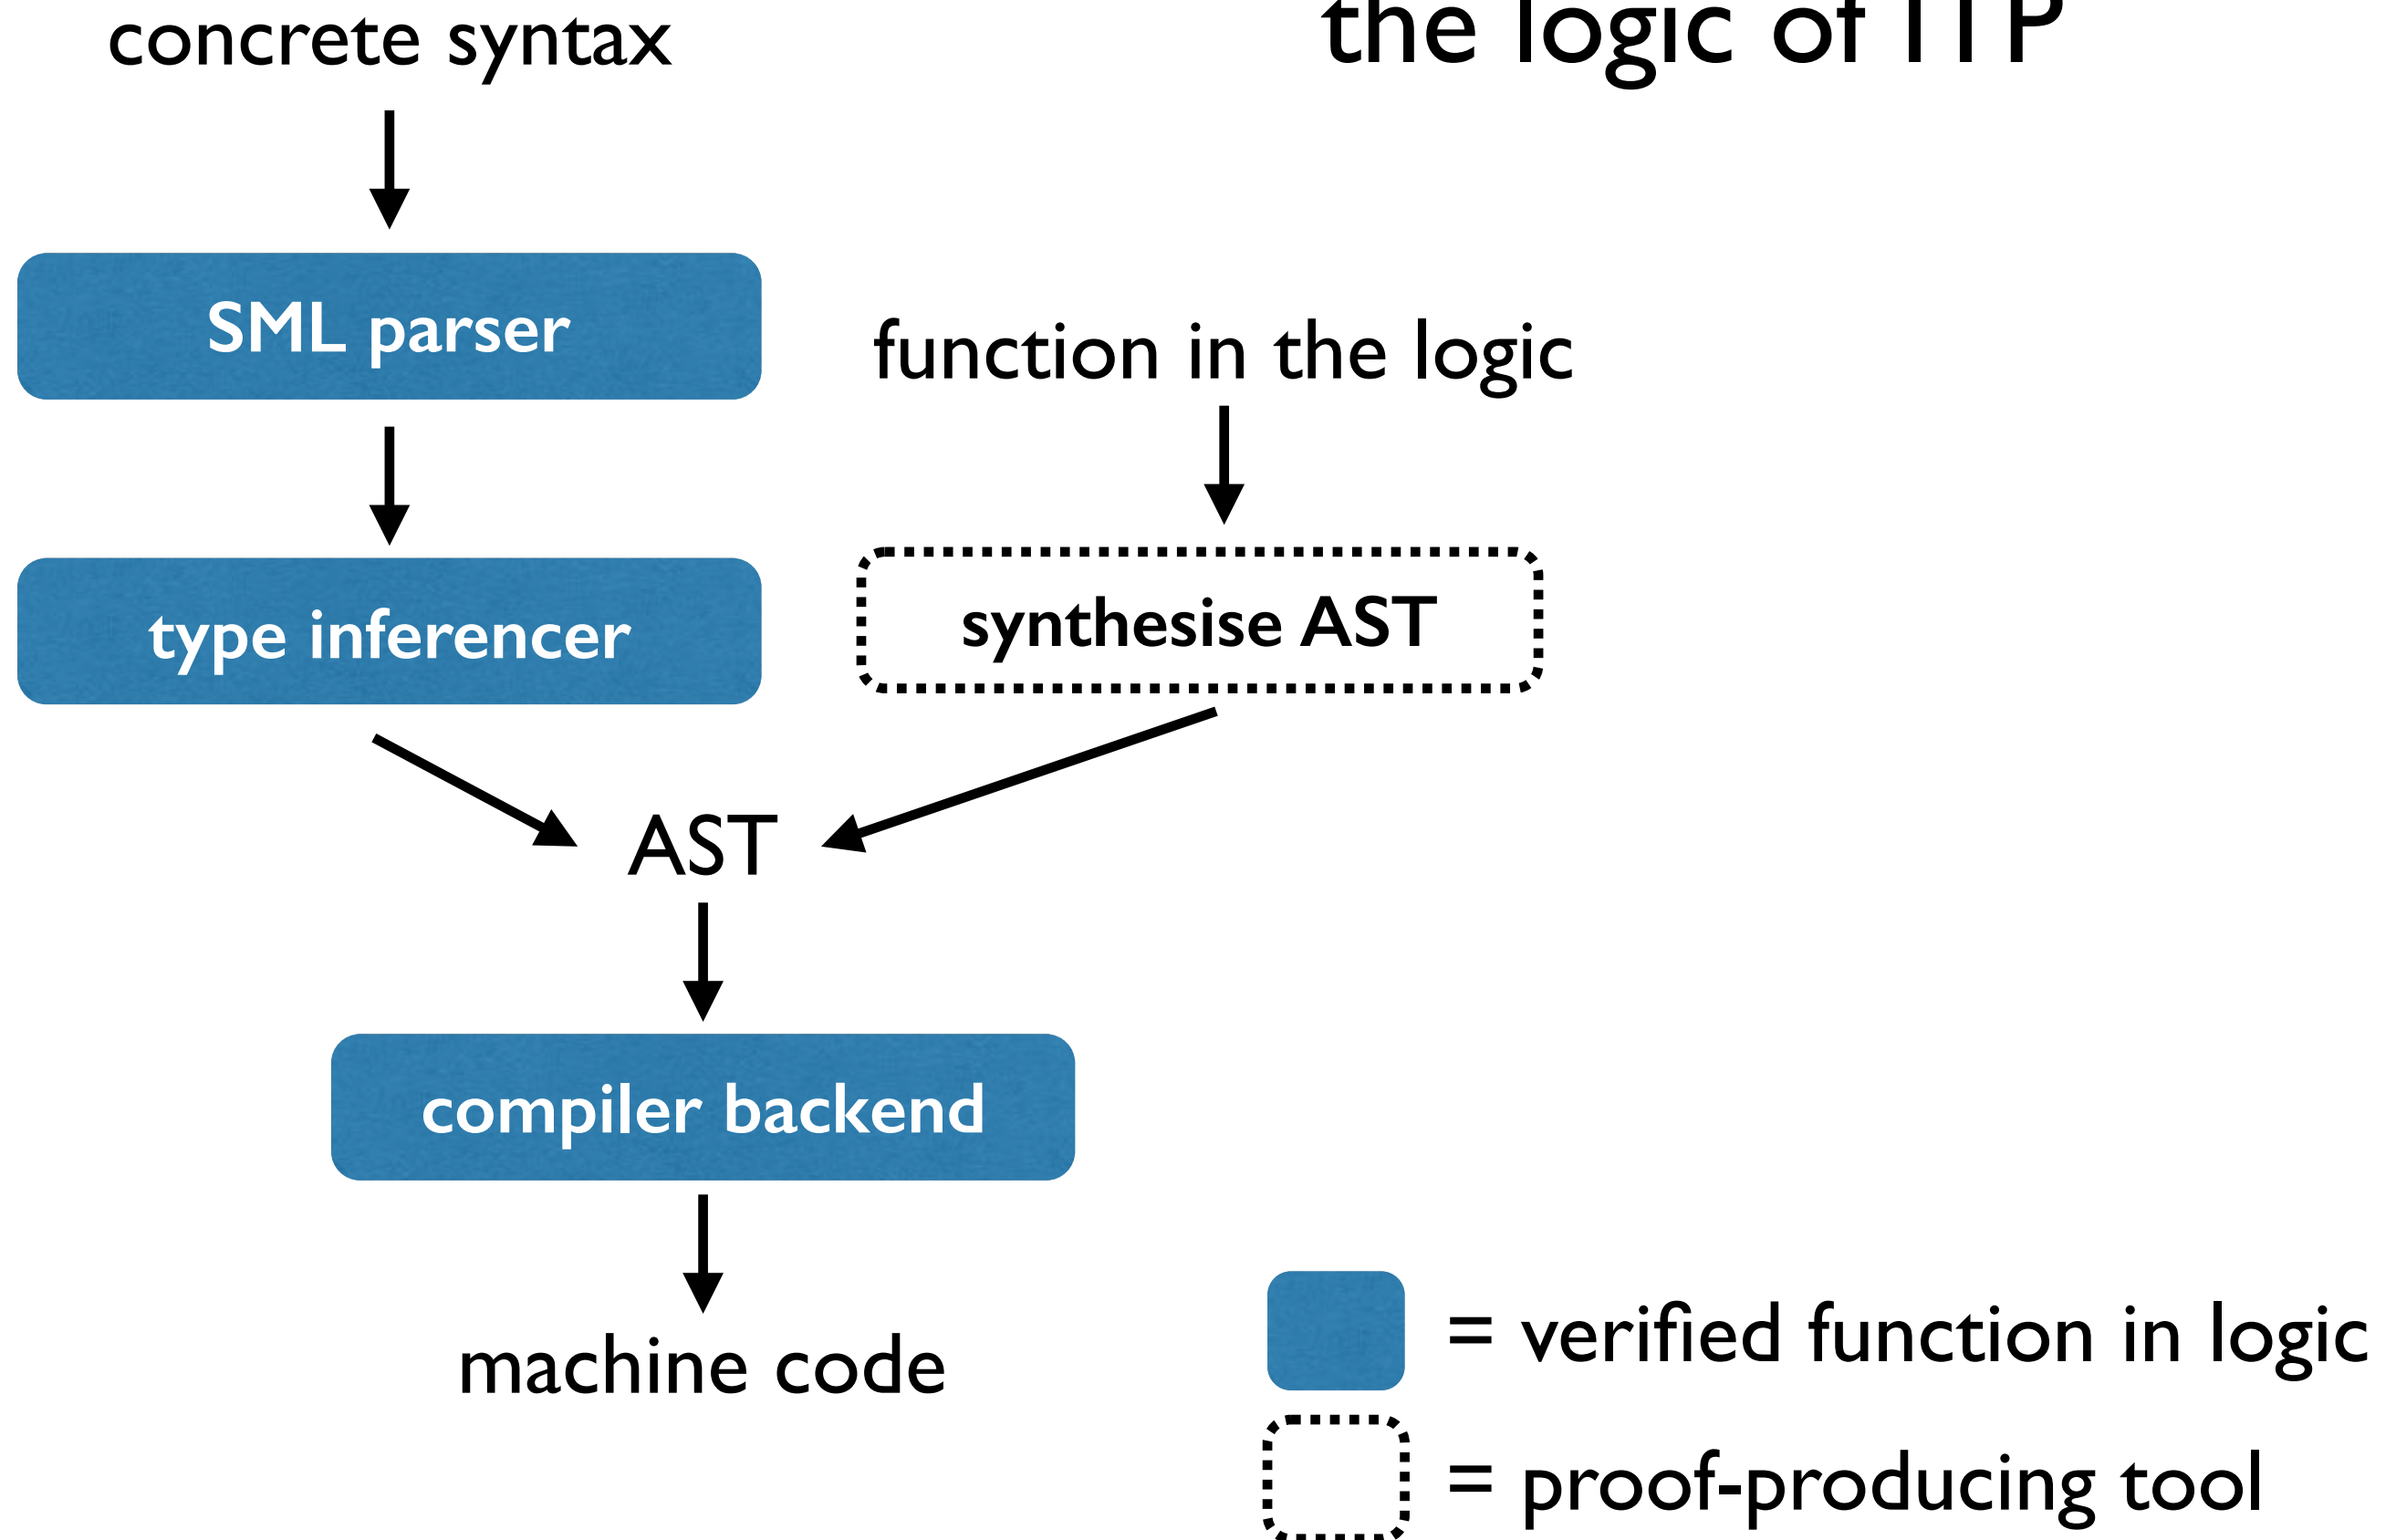 concrete syntax
the logic of ITP
SML parser
function in the logic
type inferencer
synthesise AST
AST
compiler backend
machine code
= verified function in logic
= proof-producing tool